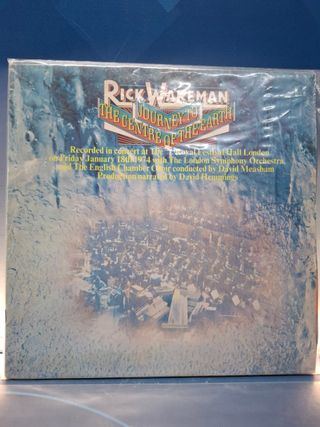 RICK WAKEMAN
JOURNEY TO
THE CENTRE OF THE EARTH
Recorded in concert at The Royal Festival Hall London
on Friday January 18th 1974 with The London Symphony Orchestra
and The English Chamber Choir conducted by David Measham
Production narrated by David Hemmings